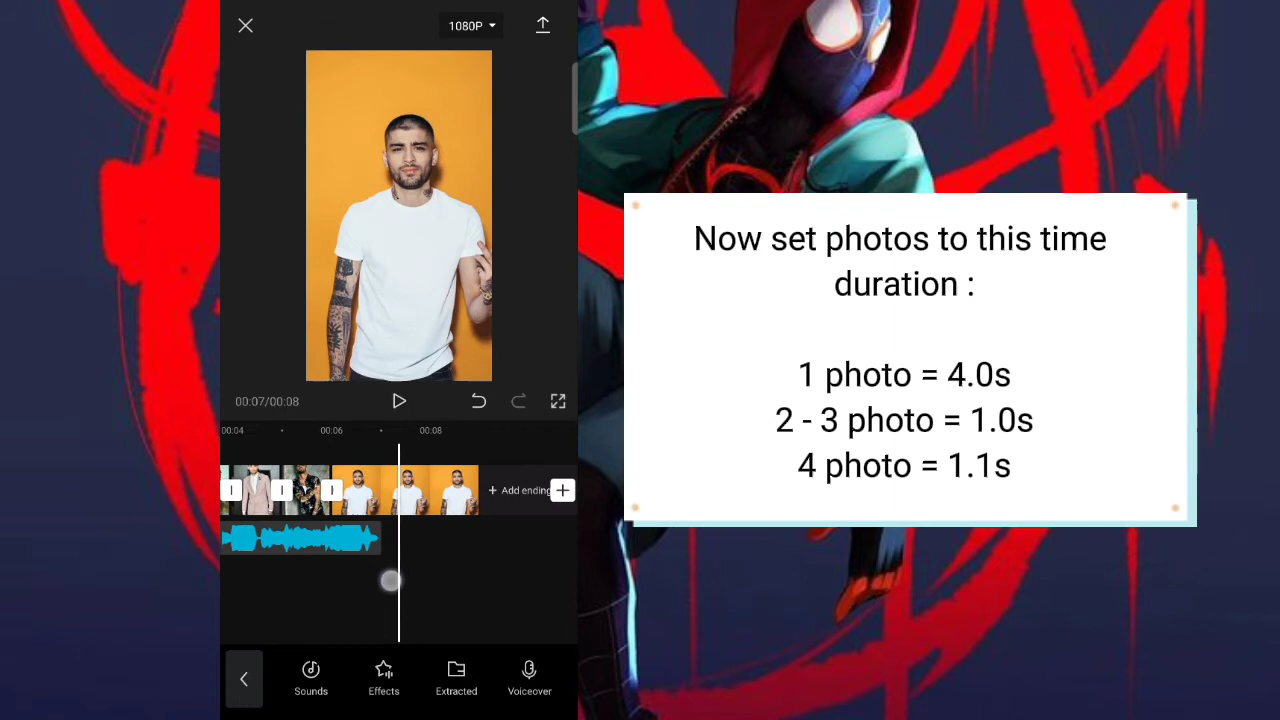 1080P
Now set photos to this time
duration :
1 photo = 4.0s
2 - 3 photo = 1.0s
4 photo = 1.1s
00:07/00:08
00:04
00:06
00:08
+ Add ending
Sounds
Effects
Extracted
Voiceover